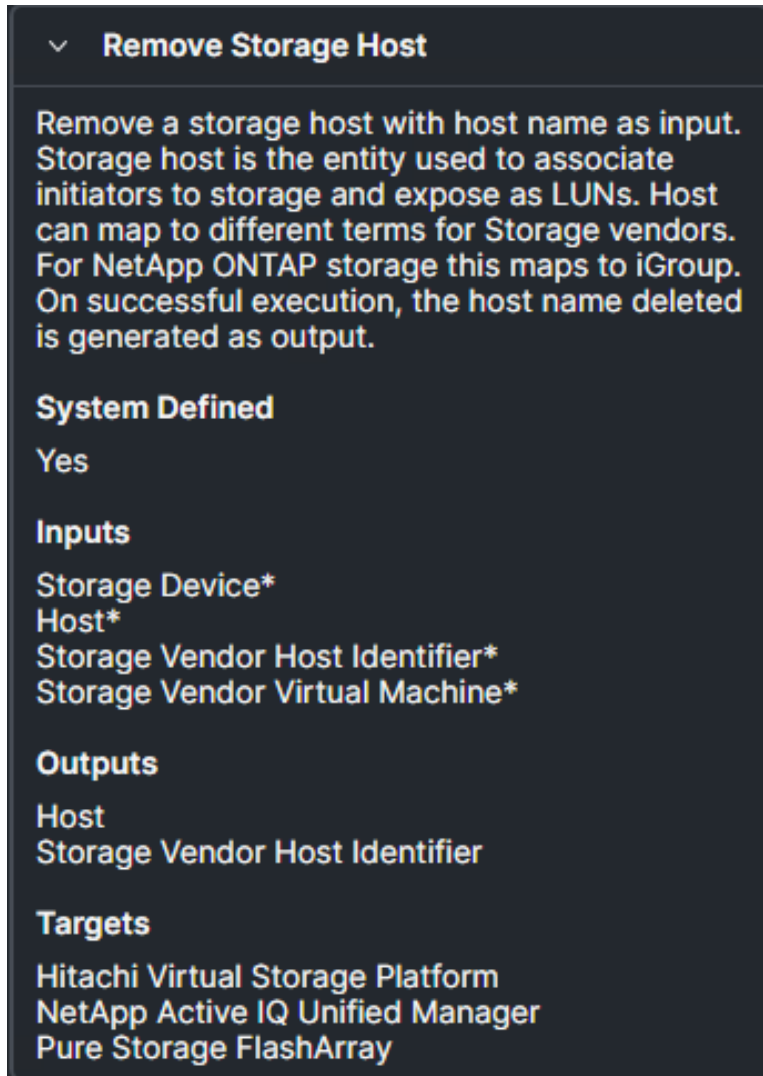 Remove Storage Host
Remove a storage host with host name as input.
Storage host is the entity used to associate
initiators to storage and expose as LUNs. Host
can map to different terms for Storage vendors.
For NetApp ONTAP storage this maps to iGroup.
On successful execution, the host name deleted
is generated as output.
System Defined
Yes
Inputs
Storage Device*
Host*
Storage Vendor Host Identifier*
Storage Vendor Virtual Machine*
Outputs
Host
Storage Vendor Host Identifier
Targets
Hitachi Virtual Storage Platform
NetApp Active IQ Unified Manager
Pure Storage FlashArray